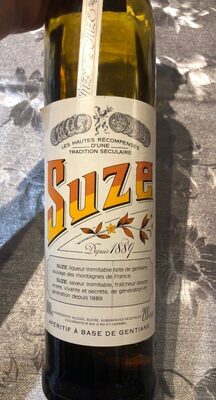 LES HAUTES RÉCOMPENSES
D'UNE
TRADITION SÉCULAIRE
Suze
Depuis 1889
SUZE, liqueur inimitable faite de gentiane
sauvage des montagnes de France.
SUZE, saveur inimitable, fraîcheur douce
amère, vivante et secrète, de génération en
génération depuis 1889.
APÉRITIF À BASE DE GENTIANE